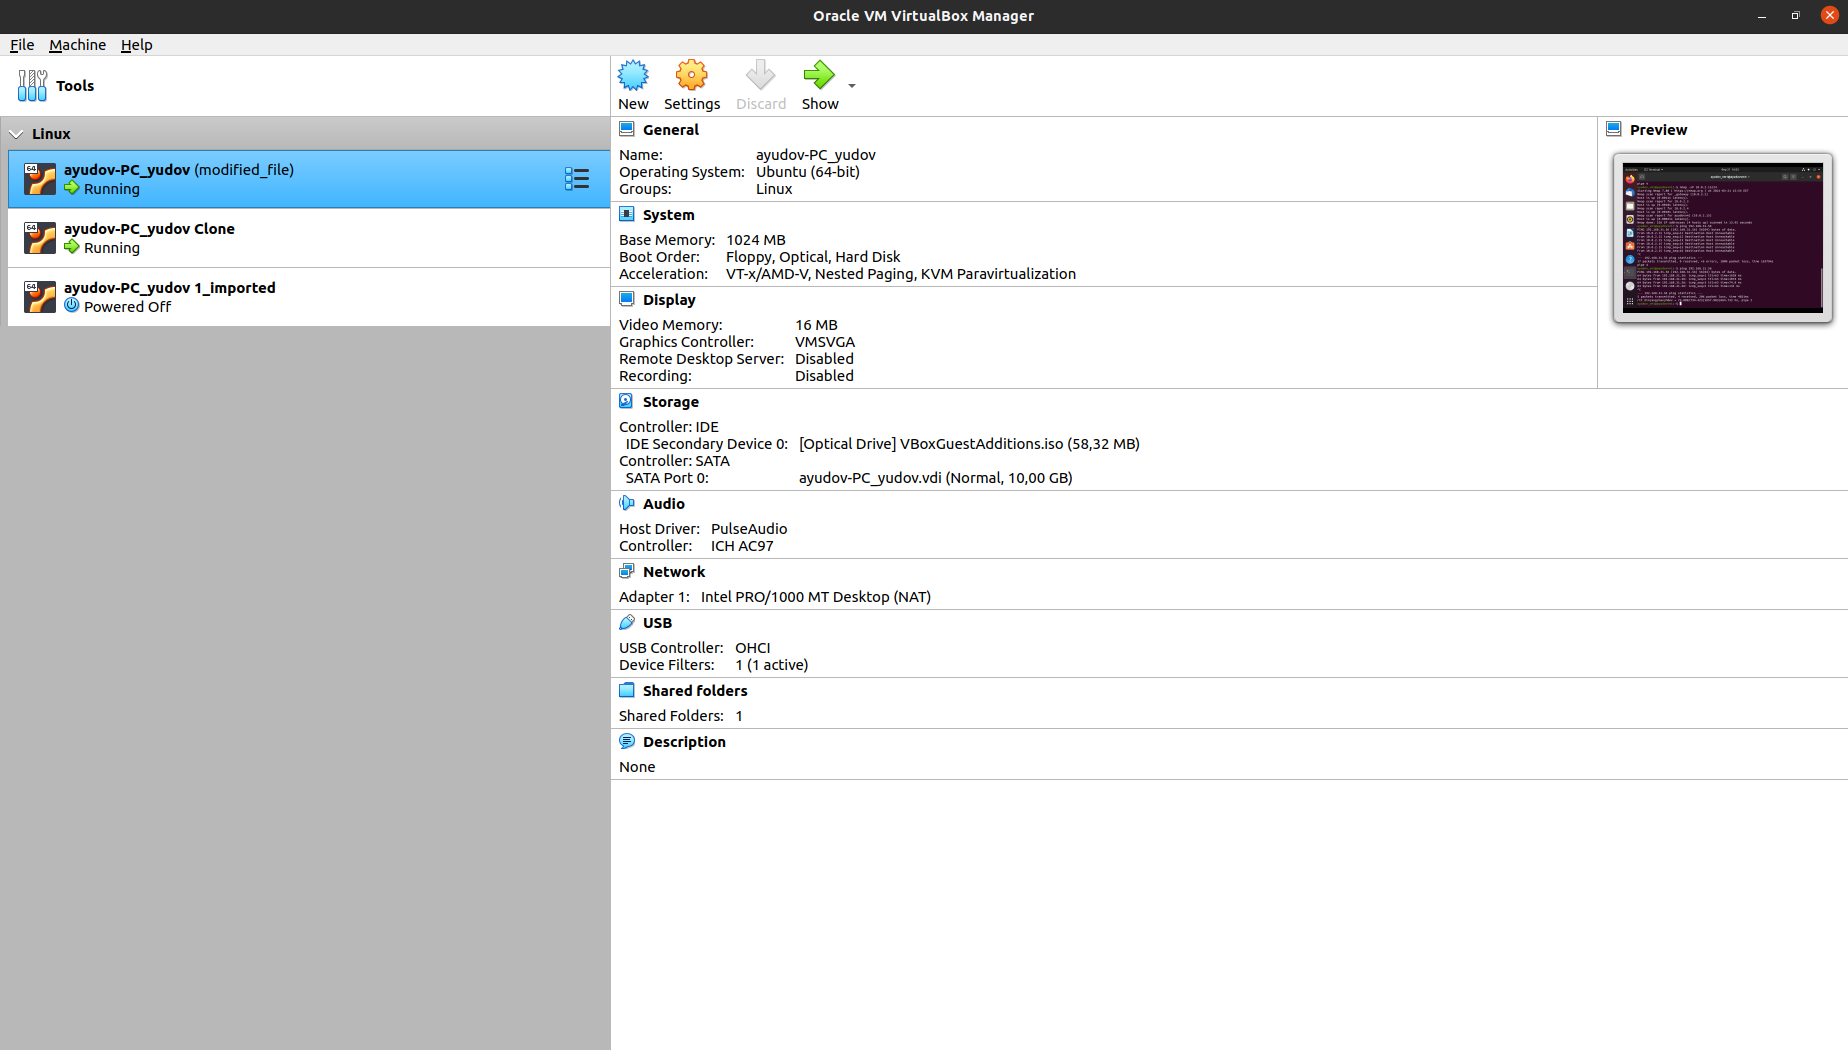 Oracle VM VirtualBox Manager
File Machine Help
Tools
New Settings Discard Show
Linux
64
ayudov-PC_yudov (modified_file)
Running
64
ayudov-PC_yudov Clone
Running
64
ayudov-PC_yudov 1_imported
Powered Off
General
Name: ayudov-PC_yudov
Operating System: Ubuntu (64-bit)
Groups: Linux
System
Base Memory: 1024 MB
Boot Order: Floppy, Optical, Hard Disk
Acceleration: VT-x/AMD-V, Nested Paging, KVM Paravirtualization
Display
Video Memory: 16 MB
Graphics Controller: VMSVGA
Remote Desktop Server: Disabled
Recording: Disabled
Preview
Storage
Controller: IDE
IDE Secondary Device 0: [Optical Drive] VBoxGuestAdditions.iso (58,32 MB)
Controller: SATA
SATA Port 0: ayudov-PC_yudov.vdi (Normal, 10,00 GB)
Audio
Host Driver: PulseAudio
Controller: ICH AC97
Network
Adapter 1: Intel PRO/1000 MT Desktop (NAT)
USB
USB Controller: OHCI
Device Filters: 1 (1 active)
Shared folders
Shared Folders: 1
Description
None